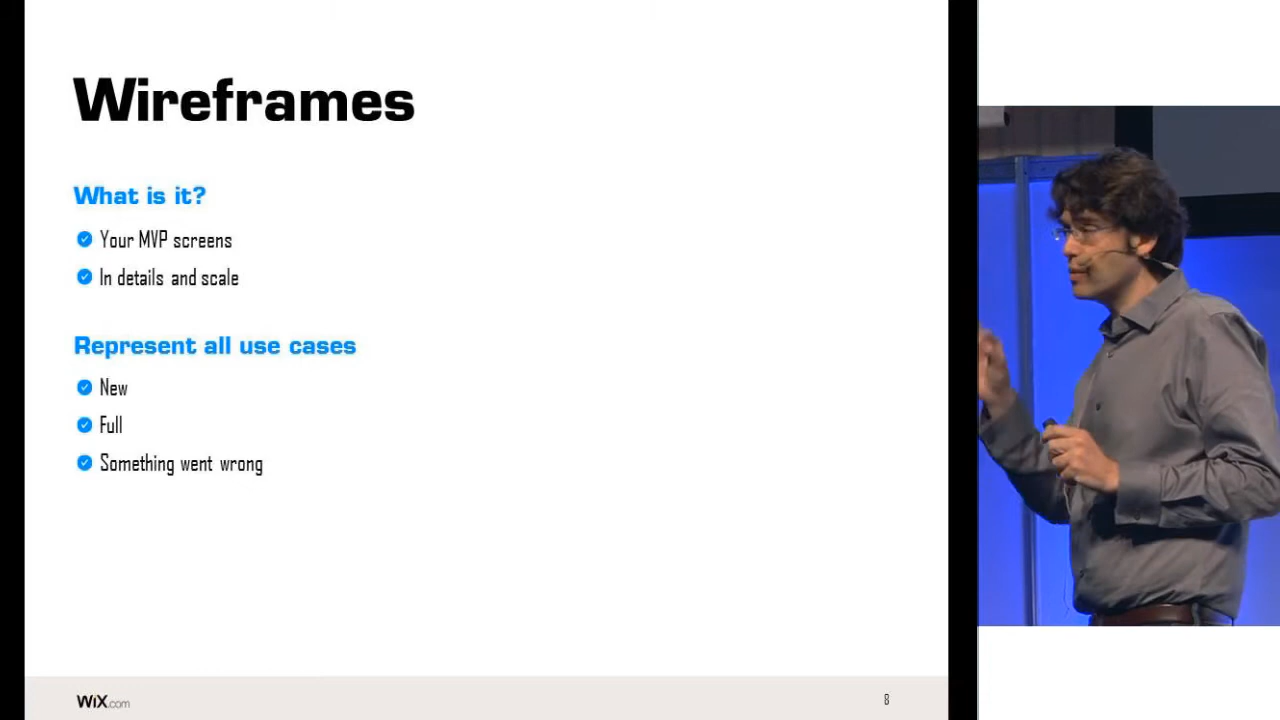 Wireframes
What is it?
Your MVP screens
In details and scale
Represent all use cases
New
Full
Something went wrong
WiX.com
8